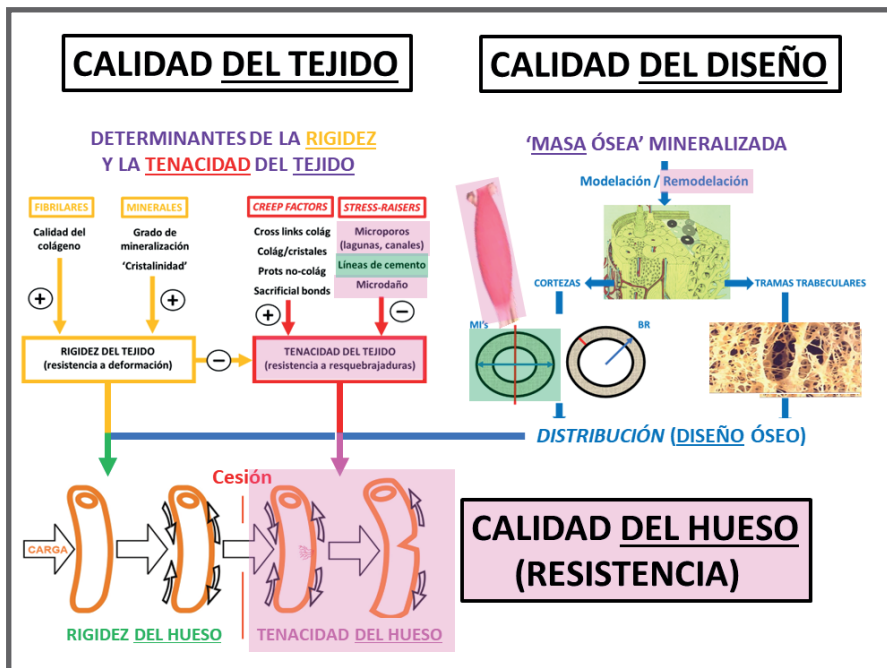 CALIDAD DEL TEJIDO
CALIDAD DEL DISEÑO
DETERMINANTES DE LA RIGIDEZ
Y LA TENACIDAD DEL TEJIDO
FIBRILARES
Calidad del
colágeno
+
MINERALES
Grado de
mineralización
‘Cristalinidad’
+
CREEP FACTORS
Cross links colág
Colág/cristales
Prots no-colág
Sacrificial bonds
+
STRESS-RAISERS
Microporos
(lagunas, canales)
Líneas de cemento
Microdaño
−
RIGIDEZ DEL TEJIDO
(resistencia a deformación)
−
TENACIDAD DEL TEJIDO
(resistencia a resquebrajaduras)
‘MASA ÓSEA’ MINERALIZADA
Modelación / Remodelación
CORTEZAS
TRAMAS TRABECULARES
MI's
BR
DISTRIBUCIÓN (DISEÑO ÓSEO)
Cesión
CARGA
RIGIDEZ DEL HUESO
TENACIDAD DEL HUESO
CALIDAD DEL HUESO
(RESISTENCIA)